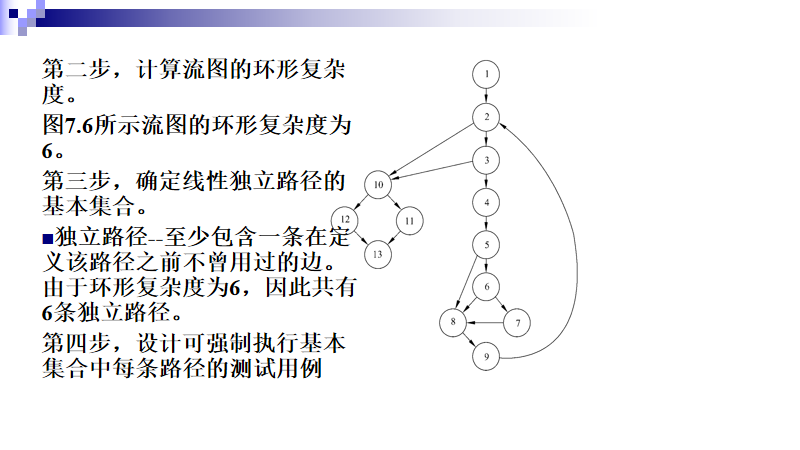 第二步，计算流图的环形复杂
度。
图7.6所示流图的环形复杂度为
6。
第三步，确定线性独立路径的
基本集合。
■独立路径--至少包含一条在定
义该路径之前不曾用过的边。
由于环形复杂度为6，因此共有
6条独立路径。
第四步，设计可强制执行基本
集合中每条路径的测试用例
1
2
3
10
4
12
11
5
13
6
8
7
9